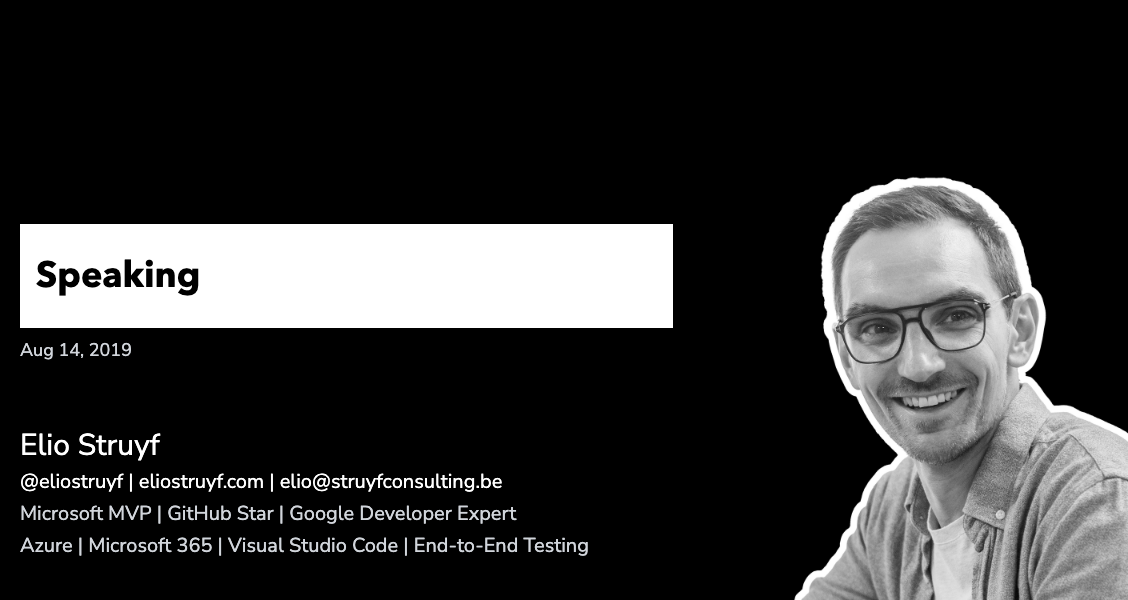 Speaking
Aug 14, 2019
Elio Struyf
@eliostruyf | eliostruyf.com | elio@struyfconsulting.be
Microsoft MVP | GitHub Star | Google Developer Expert
Azure | Microsoft 365 | Visual Studio Code | End-to-End Testing